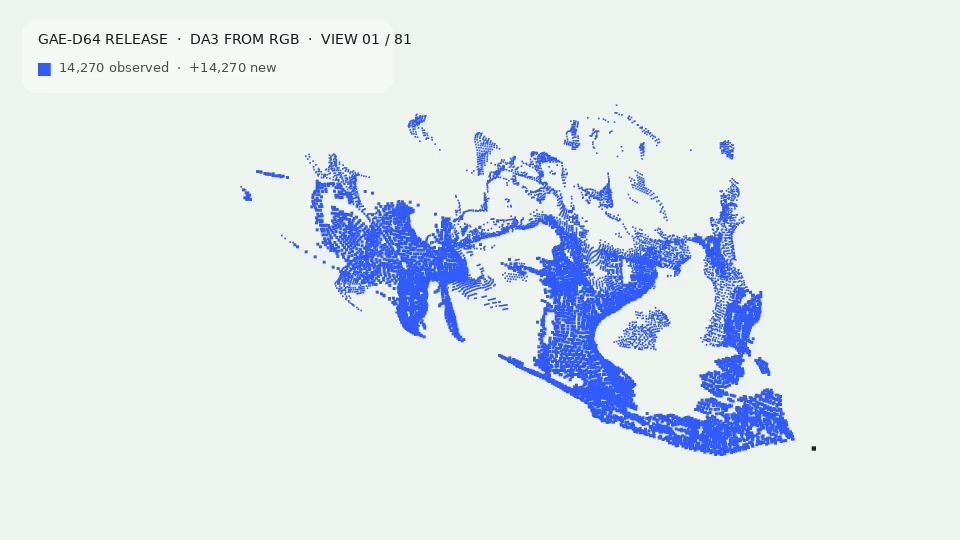 GAE-D64 RELEASE · DA3 FROM RGB · VIEW 01 / 81
14,270 observed · +14,270 new